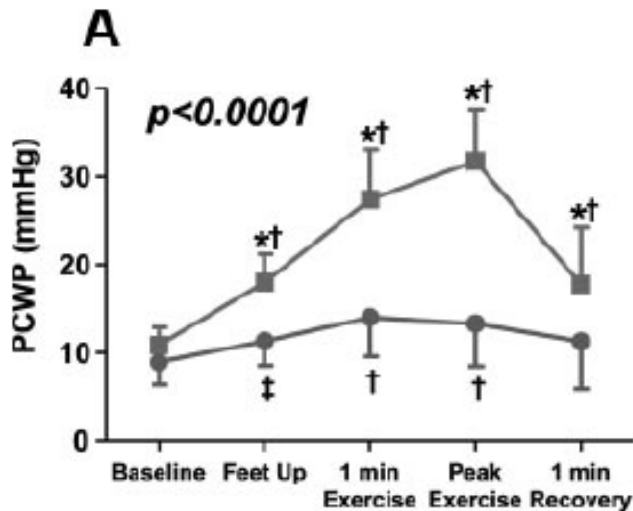 A
p<0.0001
PCWP (mmHg)
40
30
20
10
0
*†
*†
*†
*†
‡
†
†
Baseline
Feet Up
1 min
Exercise
Peak
Exercise
1 min
Recovery